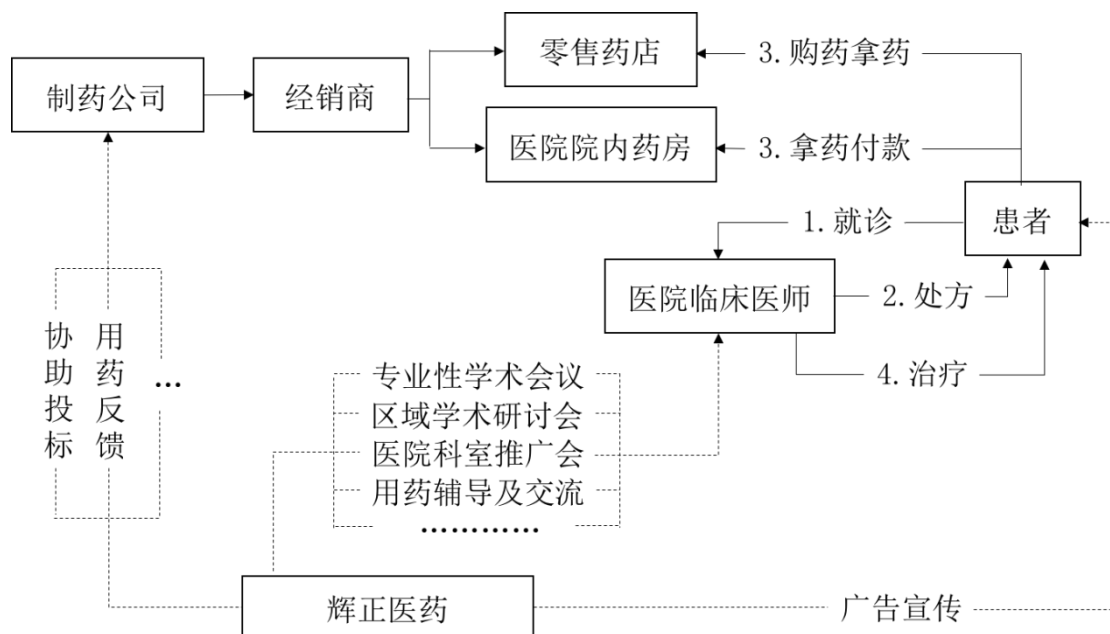 零售药店
3.购药拿药
制药公司
经销商
医院院内药房
3.拿药付款
1.就诊
患者
医院临床医师
2.处方
4.治疗
协助投标
用药反馈
...
专业性学术会议
区域学术研讨会
医院科室推广会
用药辅导及交流
…………
辉正医药
广告宣传